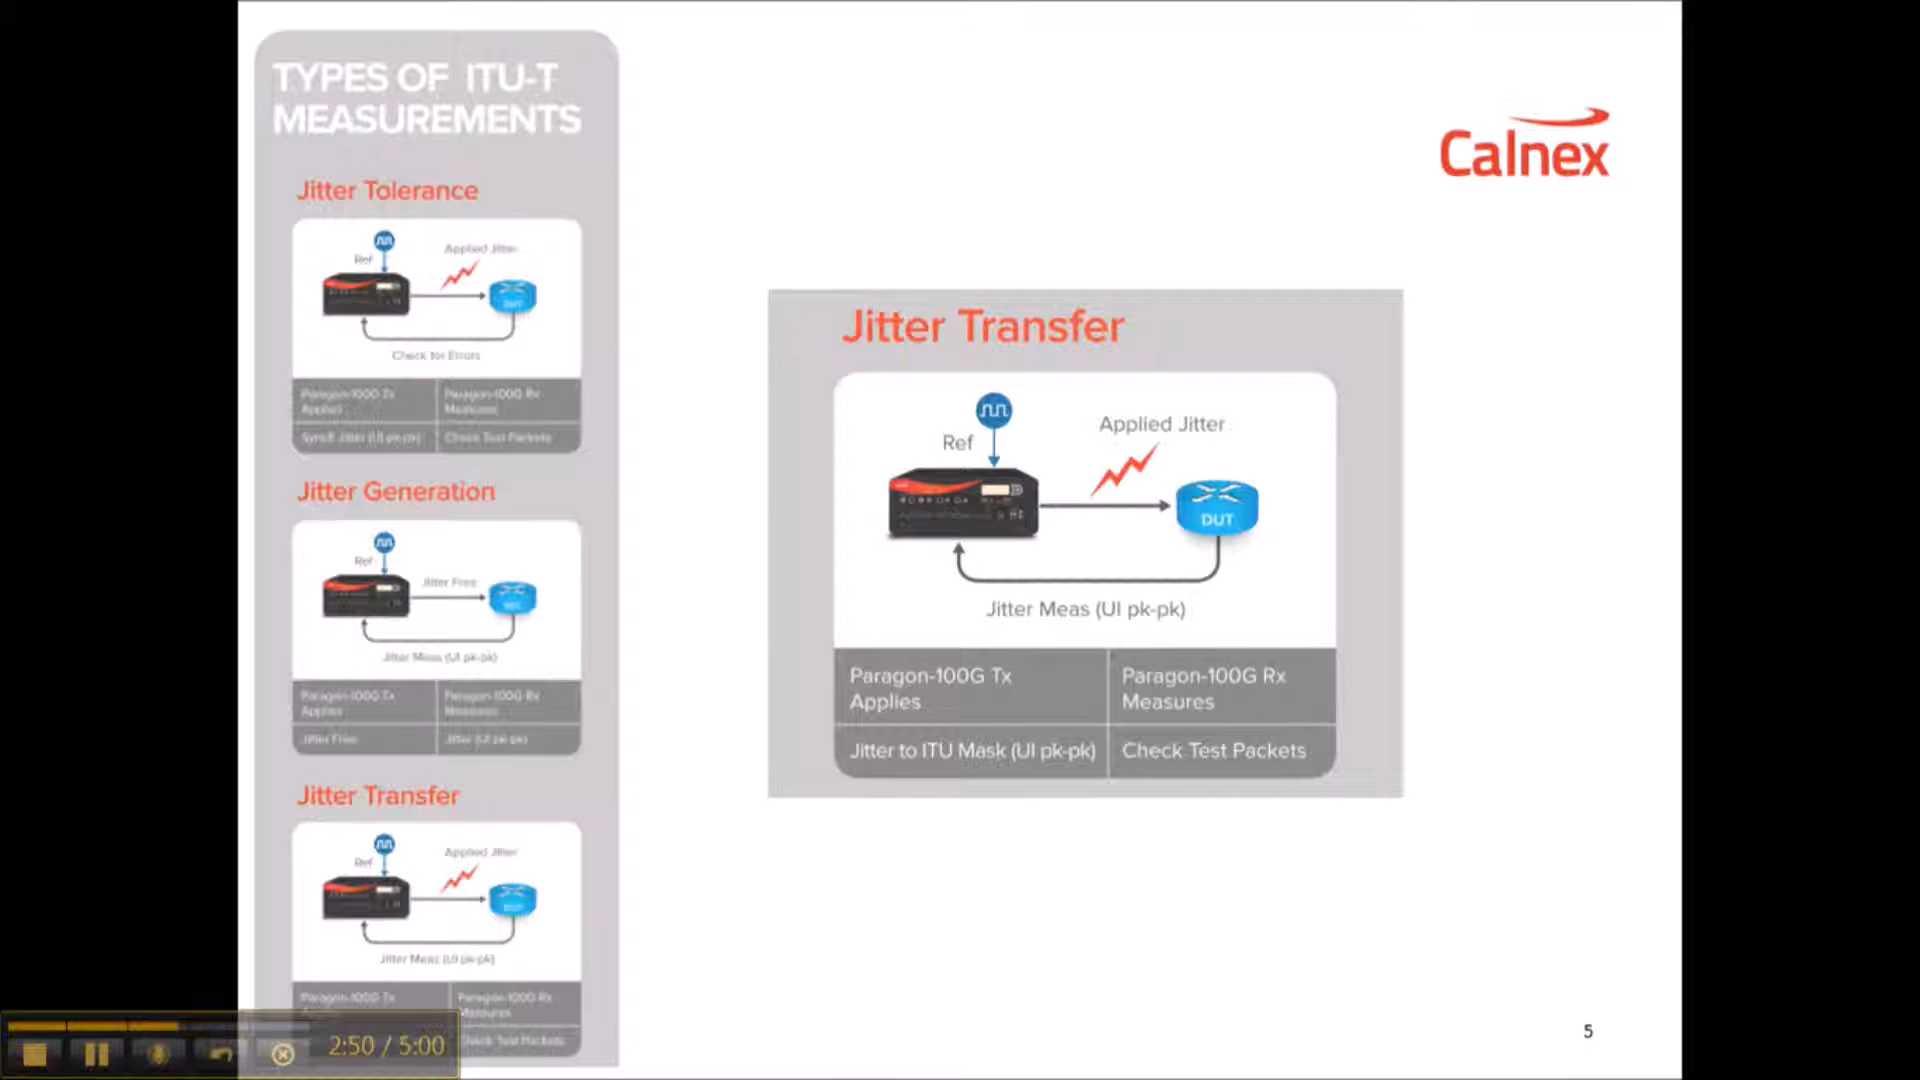 TYPES OF ITU-T
MEASUREMENTS
Jitter Tolerance
Ref
Applied Jitter
DUT
Check for Errors
Paragon-100G Tx
Applies
Paragon-100G Rx
Measures
SyncE Jitter (UI pk-pk)
Check Test Packets
Jitter Generation
Ref
Jitter Free
Jitter Meas (UI pk-pk)
Paragon-100G Tx
Applies
Paragon-100G Rx
Measures
Jitter Free
Jitter (UI pk-pk)
Jitter Transfer
Ref
Applied Jitter
Jitter Meas (UI pk-pk)
Paragon-100G Tx
Paragon-100G Rx
Measures
Check Test Packets
2:50 / 5:00
Calnex
Jitter Transfer
Ref
Applied Jitter
DUT
Jitter Meas (UI pk-pk)
Paragon-100G Tx
Applies
Paragon-100G Rx
Measures
Jitter to ITU Mask (UI pk-pk)
Check Test Packets
5